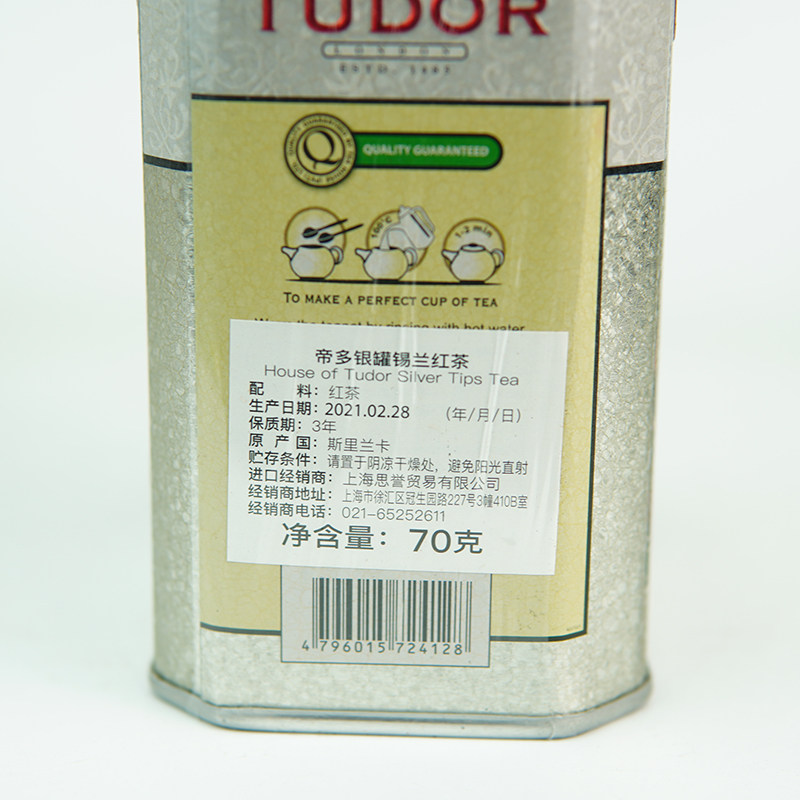 TUDOR
LONDON
QUALITY GUARANTEED
100°C
1-2 min
TO MAKE A PERFECT CUP OF TEA
帝多银罐锡兰红茶
House of Tudor Silver Tips Tea
配 料：红茶
生产日期：2021.02.28 （年/月/日）
保质期：3年
原 产 国：斯里兰卡
贮存条件：请置于阴凉干燥处，避免阳光直射
进口经销商：上海思誉贸易有限公司
经销商地址：上海市徐汇区冠生园路227号3幢410B室
经销商电话：021-65252611
净含量：70克
4 796015 724128